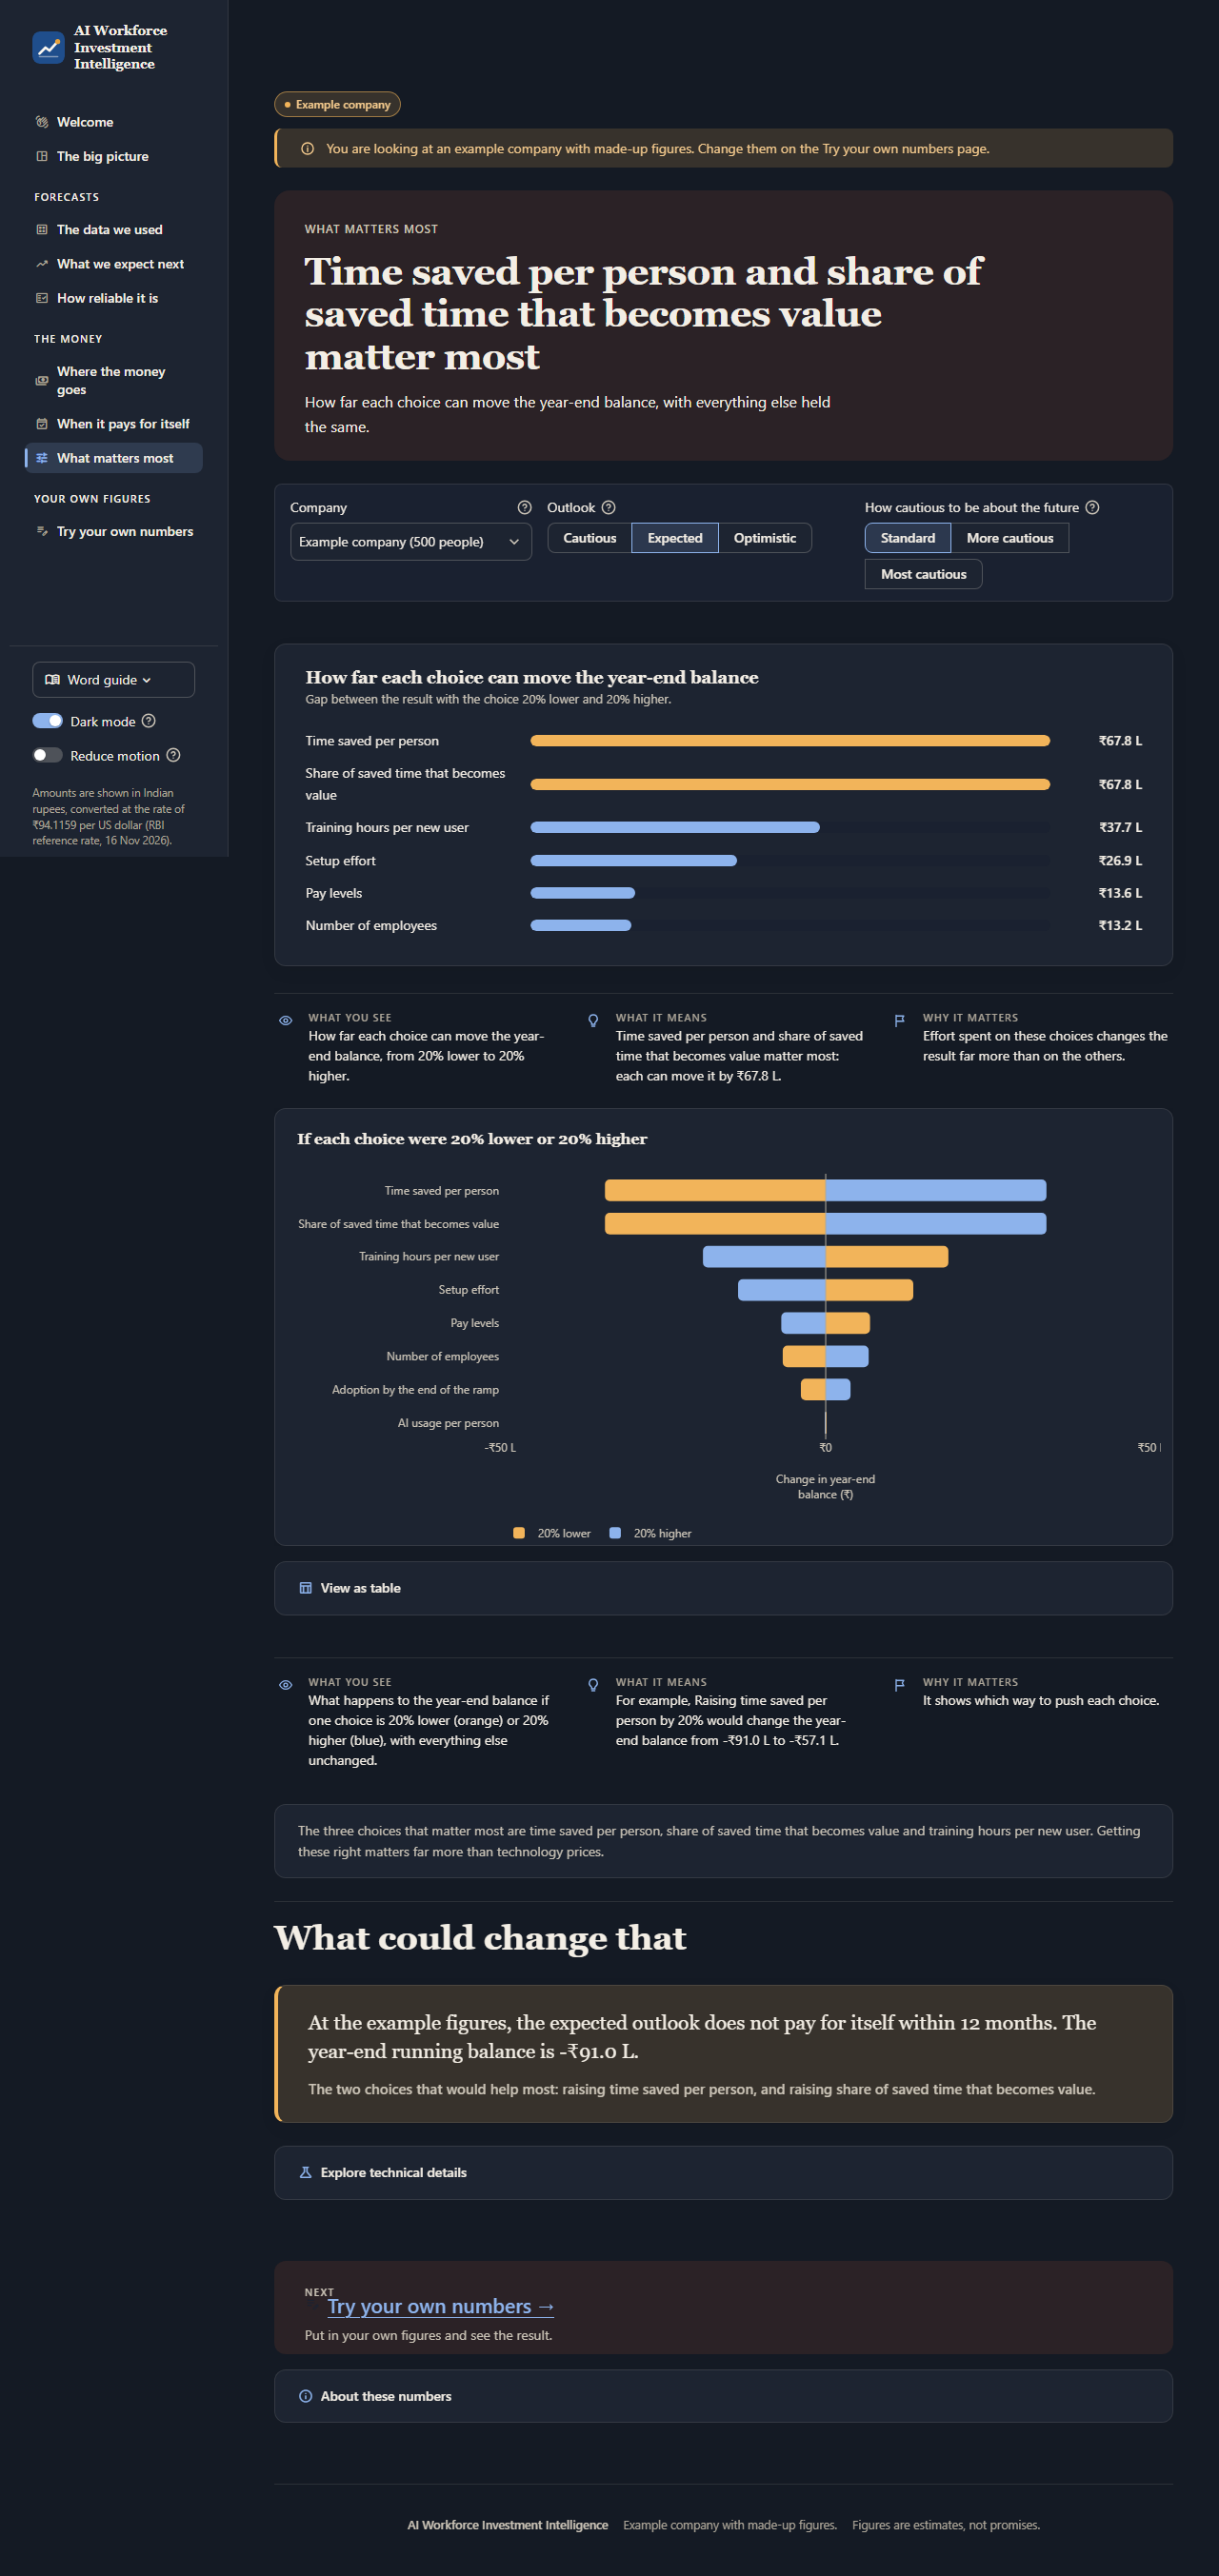 AI Workforce
Investment
Intelligence
Welcome
The big picture
FORECASTS
The data we used
What we expect next
How reliable it is
THE MONEY
Where the money
goes
When it pays for itself
What matters most
YOUR OWN FIGURES
Try your own numbers
Word guide
Dark mode
Reduce motion
Amounts are shown in Indian
rupees, converted at the rate of
₹94.1159 per US dollar (RBI
reference rate, 16 Nov 2026).
Example company
You are looking at an example company with made-up figures. Change them on the Try your own numbers page.
WHAT MATTERS MOST
Time saved per person and share of
saved time that becomes value
matter most
How far each choice can move the year-end balance, with everything else held
the same.
Company
Example company (500 people)
Outlook
Cautious Expected Optimistic
How cautious to be about the future
Standard More cautious
Most cautious
How far each choice can move the year-end balance
Gap between the result with the choice 20% lower and 20% higher.
Time saved per person ₹67.8 L
Share of saved time that becomes
value ₹67.8 L
Training hours per new user ₹37.7 L
Setup effort ₹26.9 L
Pay levels ₹13.6 L
Number of employees ₹13.2 L
WHAT YOU SEE
How far each choice can move the year-
end balance, from 20% lower to 20%
higher.
WHAT IT MEANS
Time saved per person and share of saved
time that becomes value matter most:
each can move it by ₹67.8 L.
WHY IT MATTERS
Effort spent on these choices changes the
result far more than on the others.
If each choice were 20% lower or 20% higher
Time saved per person
Share of saved time that becomes value
Training hours per new user
Setup effort
Pay levels
Number of employees
Adoption by the end of the ramp
AI usage per person
-₹50 L ₹0 ₹50
Change in year-end
balance (₹)
20% lower 20% higher
View as table
WHAT YOU SEE
What happens to the year-end balance if
one choice is 20% lower (orange) or 20%
higher (blue), with everything else
unchanged.
WHAT IT MEANS
For example, Raising time saved per
person by 20% would change the year-
end balance from -₹91.0 L to -₹57.1 L.
WHY IT MATTERS
It shows which way to push each choice.
The three choices that matter most are time saved per person, share of saved time that becomes value and training hours per new user. Getting
these right matters far more than technology prices.
What could change that
At the example figures, the expected outlook does not pay for itself within 12 months. The
year-end running balance is -₹91.0 L.
The two choices that would help most: raising time saved per person, and raising share of saved time that becomes value.
Explore technical details
NEXT
Try your own numbers →
Put in your own figures and see the result.
About these numbers
AI Workforce Investment Intelligence Example company with made-up figures. Figures are estimates, not promises.